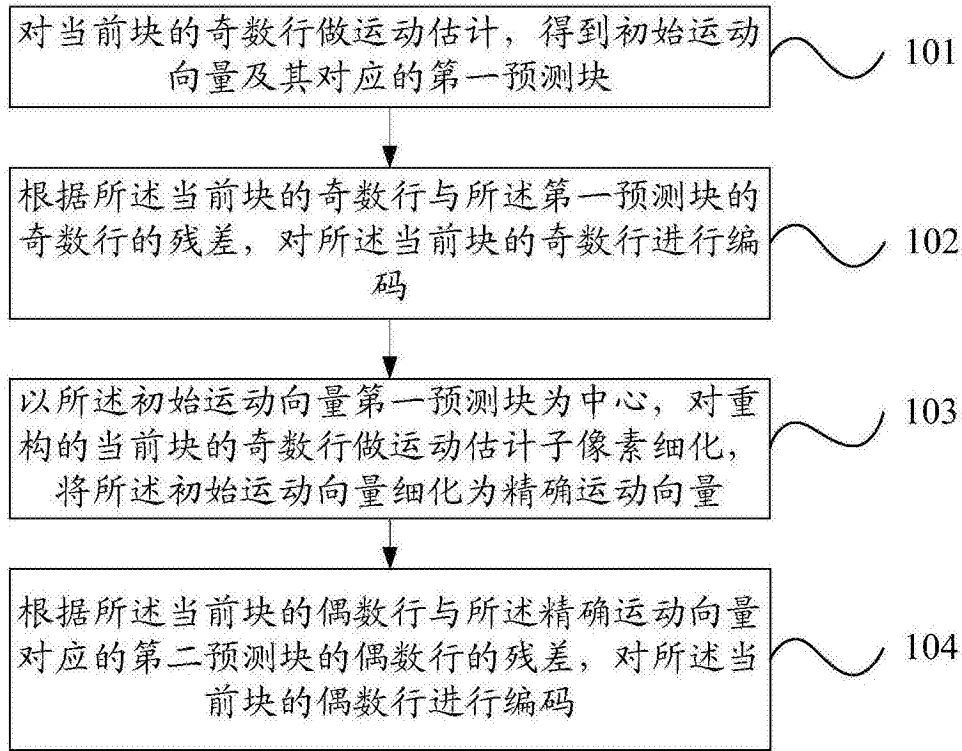 对当前块的奇数行做运动估计，得到初始运动
向量及其对应的第一预测块
101
根据所述当前块的奇数行与所述第一预测块的
奇数行的残差，对所述当前块的奇数行进行编
码
102
以所述初始运动向量第一预测块为中心，对重
构的当前块的奇数行做运动估计子像素细化，
将所述初始运动向量细化为精确运动向量
103
根据所述当前块的偶数行与所述精确运动向量
对应的第二预测块的偶数行的残差，对所述当
前块的偶数行进行编码
104